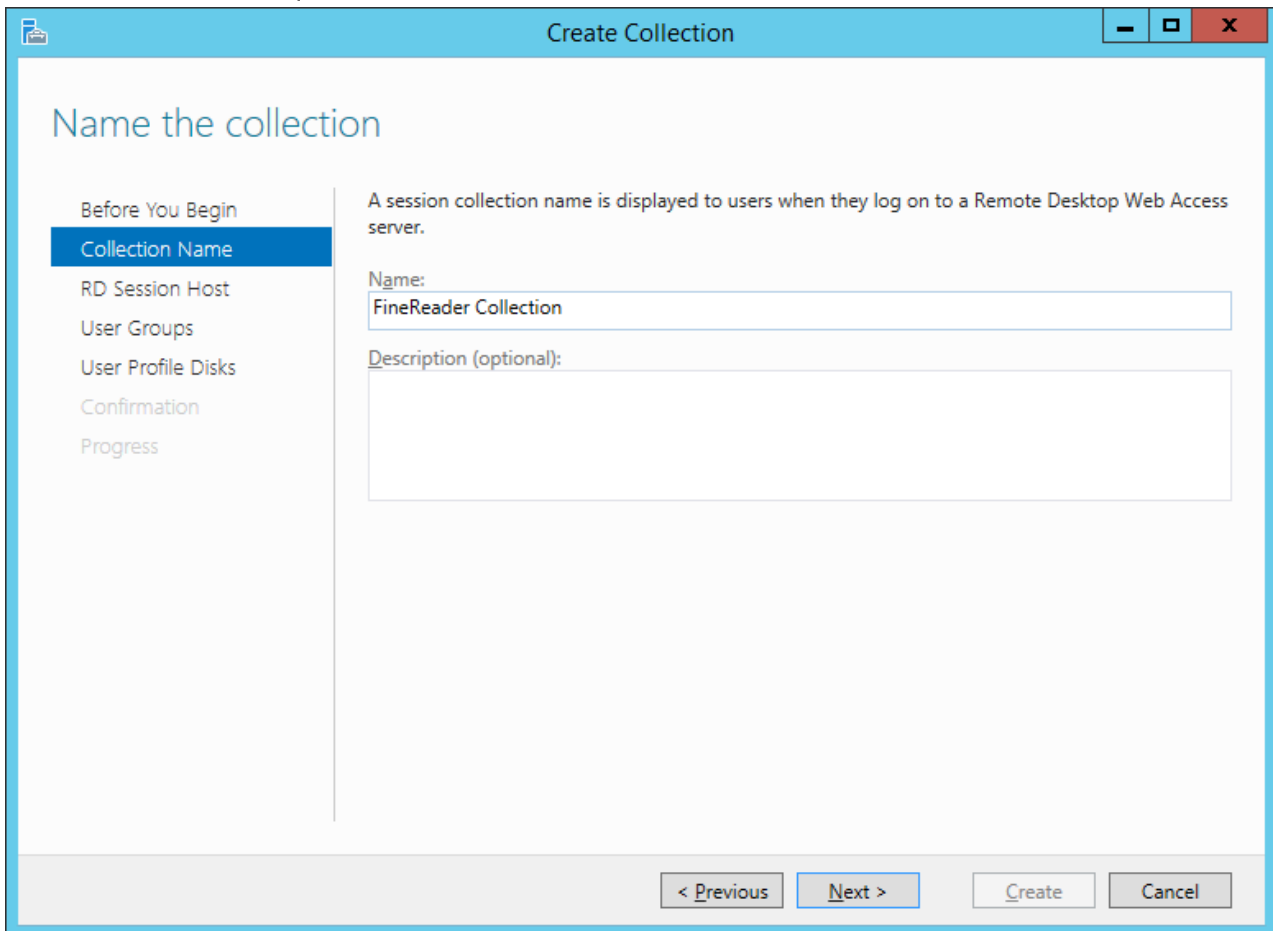 Create Collection
Name the collection
Before You Begin
Collection Name
RD Session Host
User Groups
User Profile Disks
Confirmation
Progress
A session collection name is displayed to users when they log on to a Remote Desktop Web Access
server.
Name:
FineReader Collection
Description (optional):
< Previous
Next >
Create
Cancel